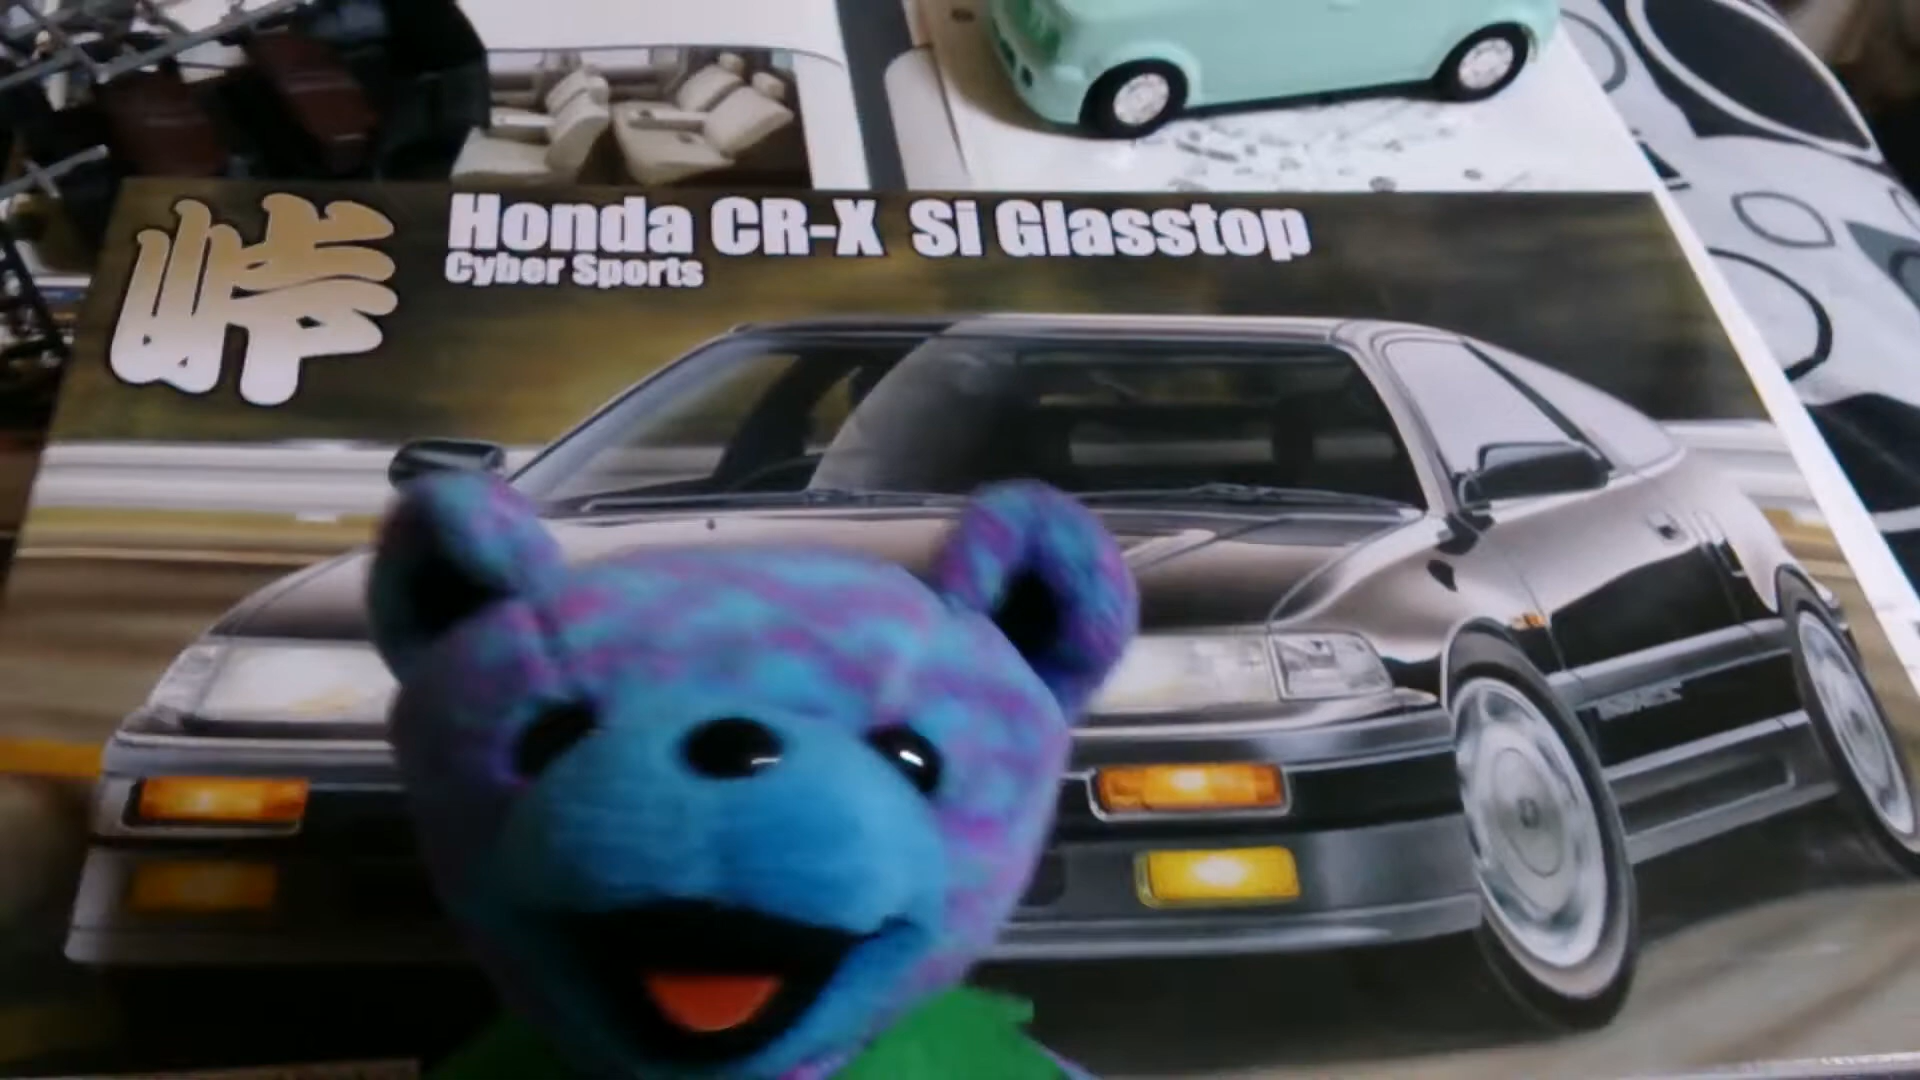 峠
Honda CR-X Si Glasstop
Cyber Sports